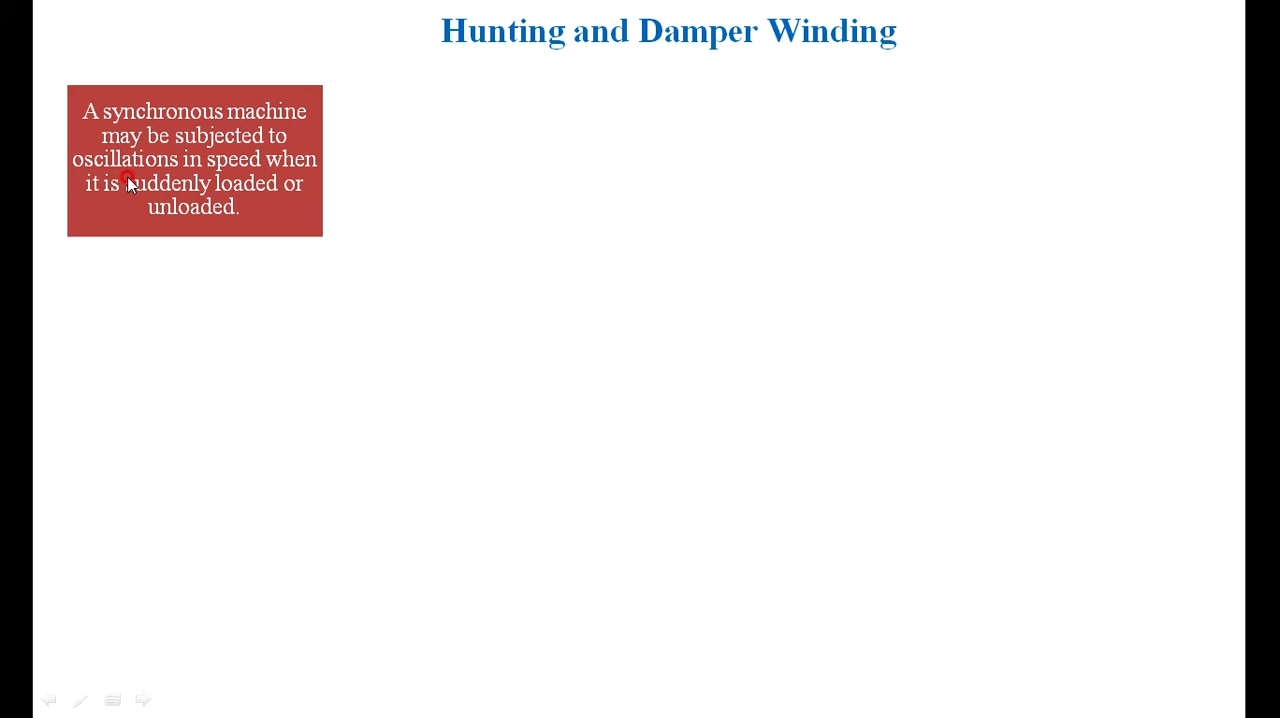 Hunting and Damper Winding
A synchronous machine
may be subjected to
oscillations in speed when
it is suddenly loaded or
unloaded.